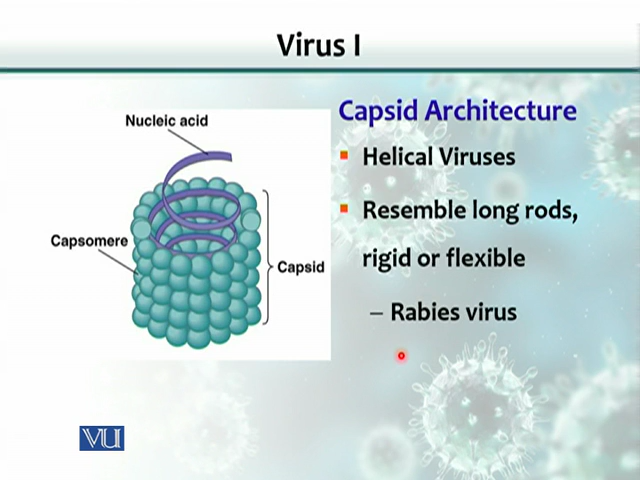 Virus I
Nucleic acid
Capsomere
Capsid
Capsid Architecture
Helical Viruses
Resemble long rods,
rigid or flexible
– Rabies virus
VU